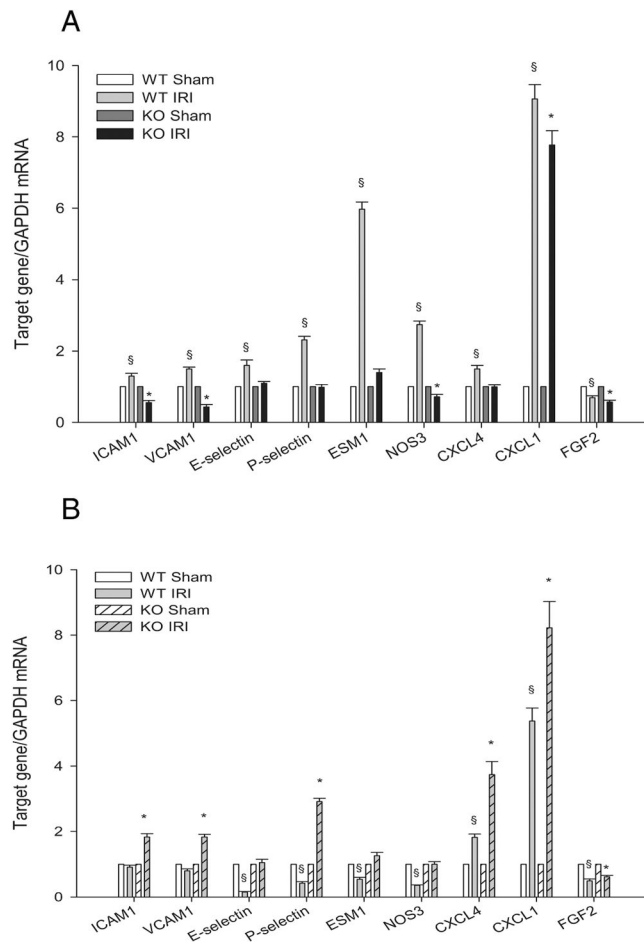 A
Target gene/GAPDH mRNA
10
8
6
4
2
0
WT Sham
WT IRI
KO Sham
KO IRI
§ § § § § § § § §
* * * * *
ICAM1 VCAM1 E-selectin P-selectin ESM1 NOS3 CXCL4 CXCL1 FGF2
B
Target gene/GAPDH mRNA
10
8
6
4
2
0
WT Sham
WT IRI
KO Sham
KO IRI
* * § § * § § § * § * § *
ICAM1 VCAM1 E-selectin P-selectin ESM1 NOS3 CXCL4 CXCL1 FGF2